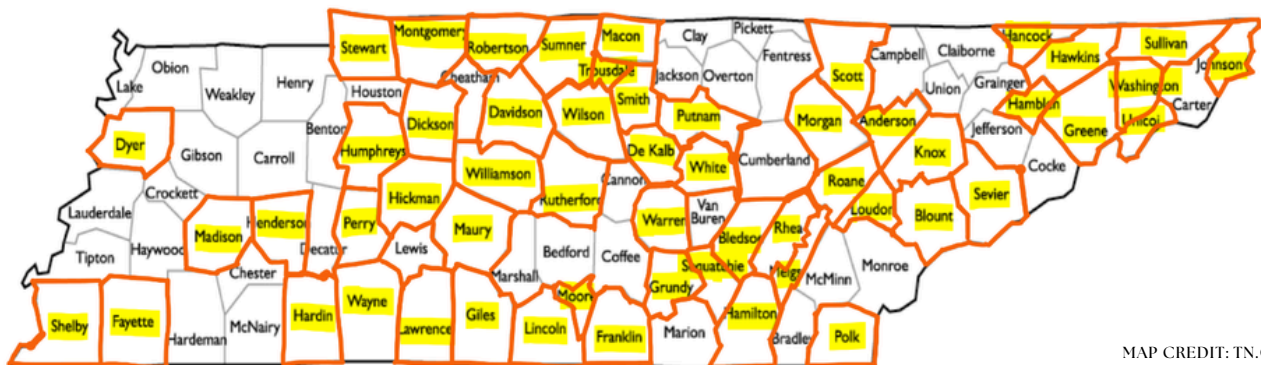 Stewart
Montgomery
Robertson
Sumner
Macon
Clay
Pickett
Fentress
Scott
Campbell
Claiborne
Hancock
Hawkins
Sullivan
Johnson
Lake
Obion
Weakley
Henry
Houston
Cheatham
Trousdale
Jackson
Overton
Union
Grainger
Washington
Carter
Dyer
Gibson
Carroll
Benton
Humphreys
Dickson
Davidson
Wilson
Smith
Putnam
Morgan
Anderson
Hamblen
Jefferson
Greene
Unicoi
Crockett
Williamson
De Kalb
White
Cumberland
Roane
Knox
Cocke
Lauderdale
Haywood
Madison
Henderson
Decatur
Perry
Hickman
Maury
Rutherford
Cannon
Warren
Van
Buren
Bledsoe
Rhea
Loudon
Blount
Sevier
Tipton
Chester
Lewis
Marshall
Bedford
Coffee
Grundy
Sequatchie
Meigs
McMinn
Monroe
Shelby
Fayette
Hardeman
McNairy
Hardin
Wayne
Lawrence
Giles
Lincoln
Moore
Franklin
Marion
Hamilton
Bradley
Polk
MAP CREDIT: TN.